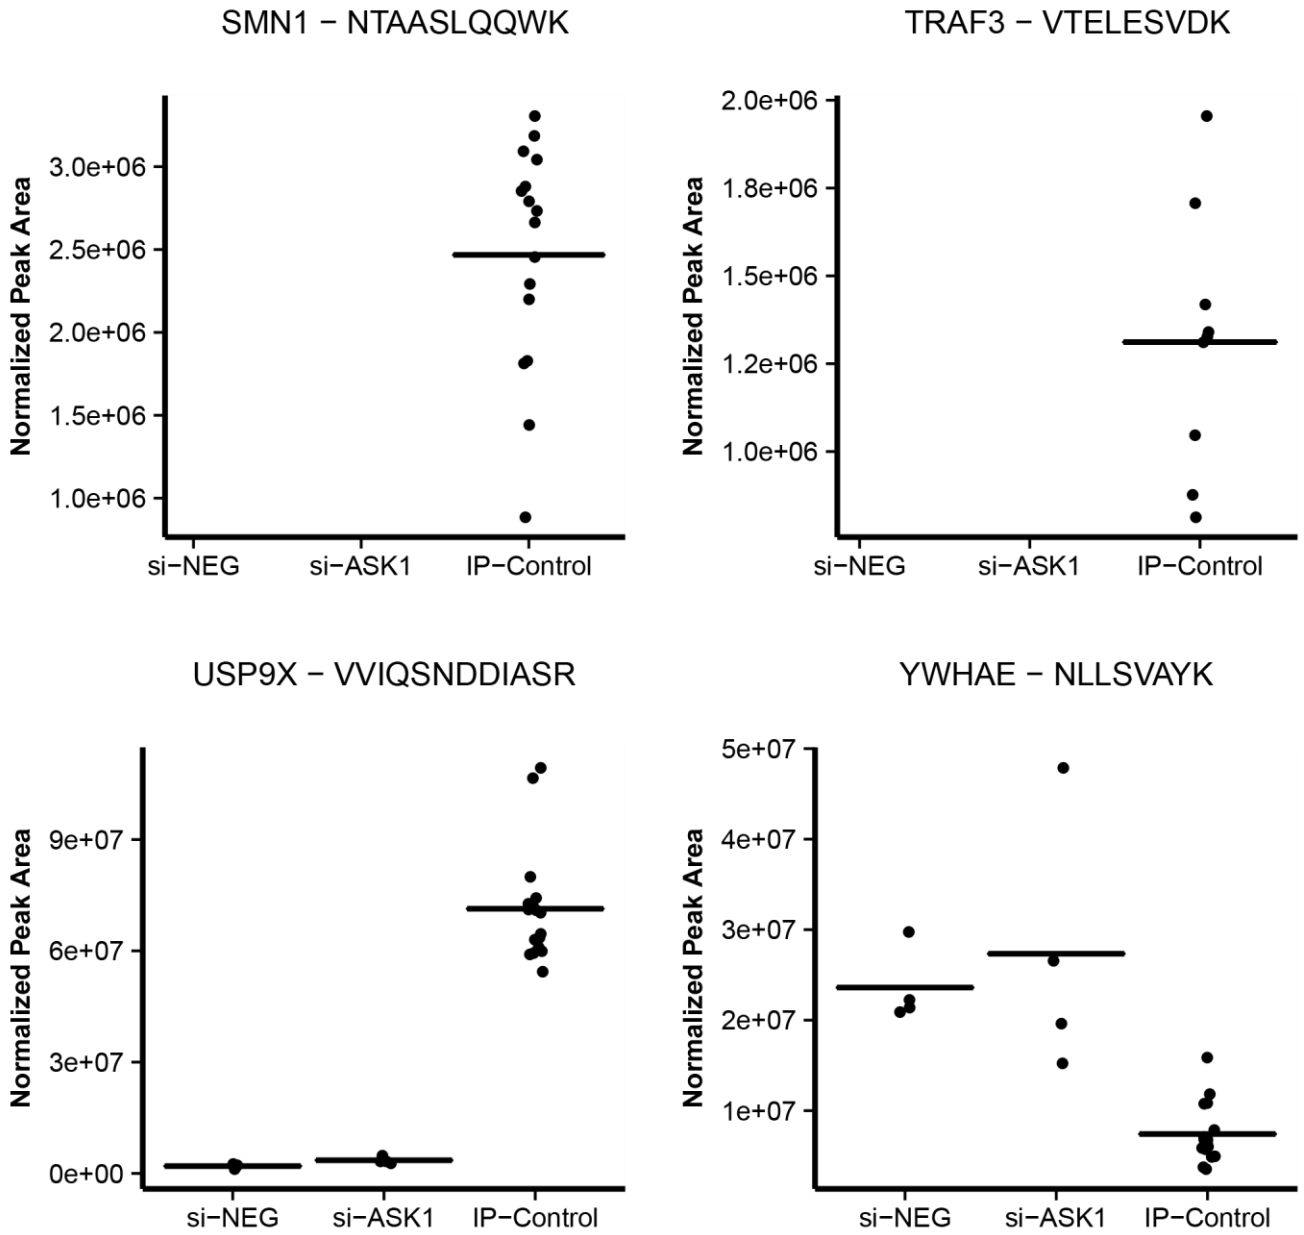 SMN1 − NTAASLQQWK
Normalized Peak Area
3.0e+06
2.5e+06
2.0e+06
1.5e+06
1.0e+06
si−NEG si−ASK1 IP−Control
TRAF3 − VTELESVDK
Normalized Peak Area
2.0e+06
1.8e+06
1.5e+06
1.2e+06
1.0e+06
si−NEG si−ASK1 IP−Control
USP9X − VVIQSNDDIASR
Normalized Peak Area
9e+07
6e+07
3e+07
0e+00
si−NEG si−ASK1 IP−Control
YWHAE − NLLSVAYK
Normalized Peak Area
5e+07
4e+07
3e+07
2e+07
1e+07
si−NEG si−ASK1 IP−Control